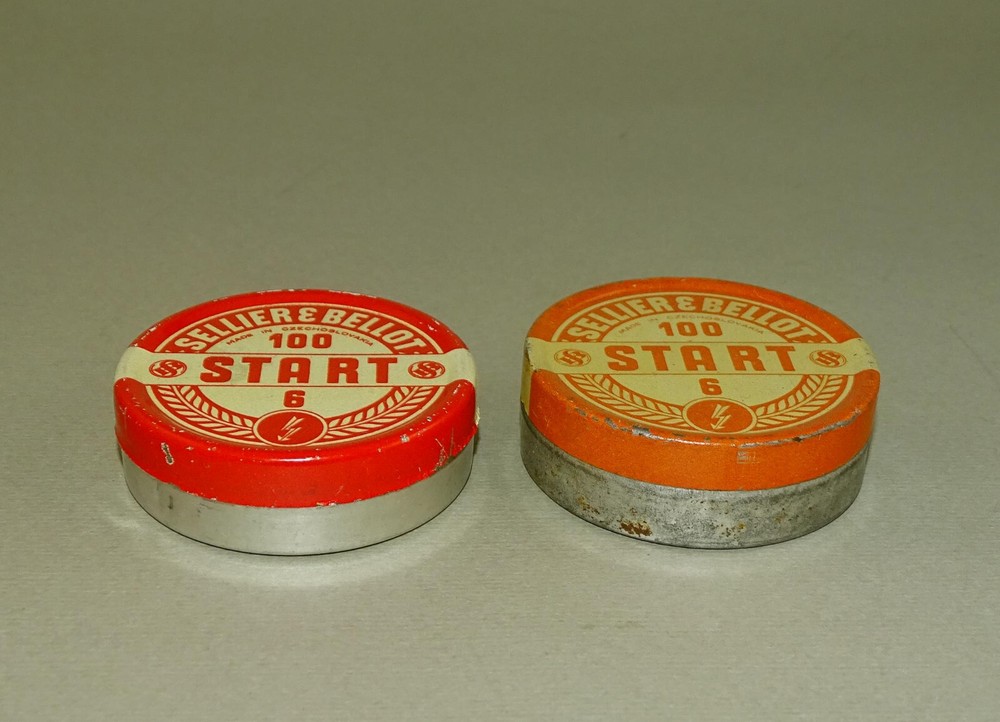 SELLIER & BELLOT
MADE IN CZECHOSLOVAKIA
100
START
6
SELLIER & BELLOT
MADE IN CZECHOSLOVAKIA
100
START
6